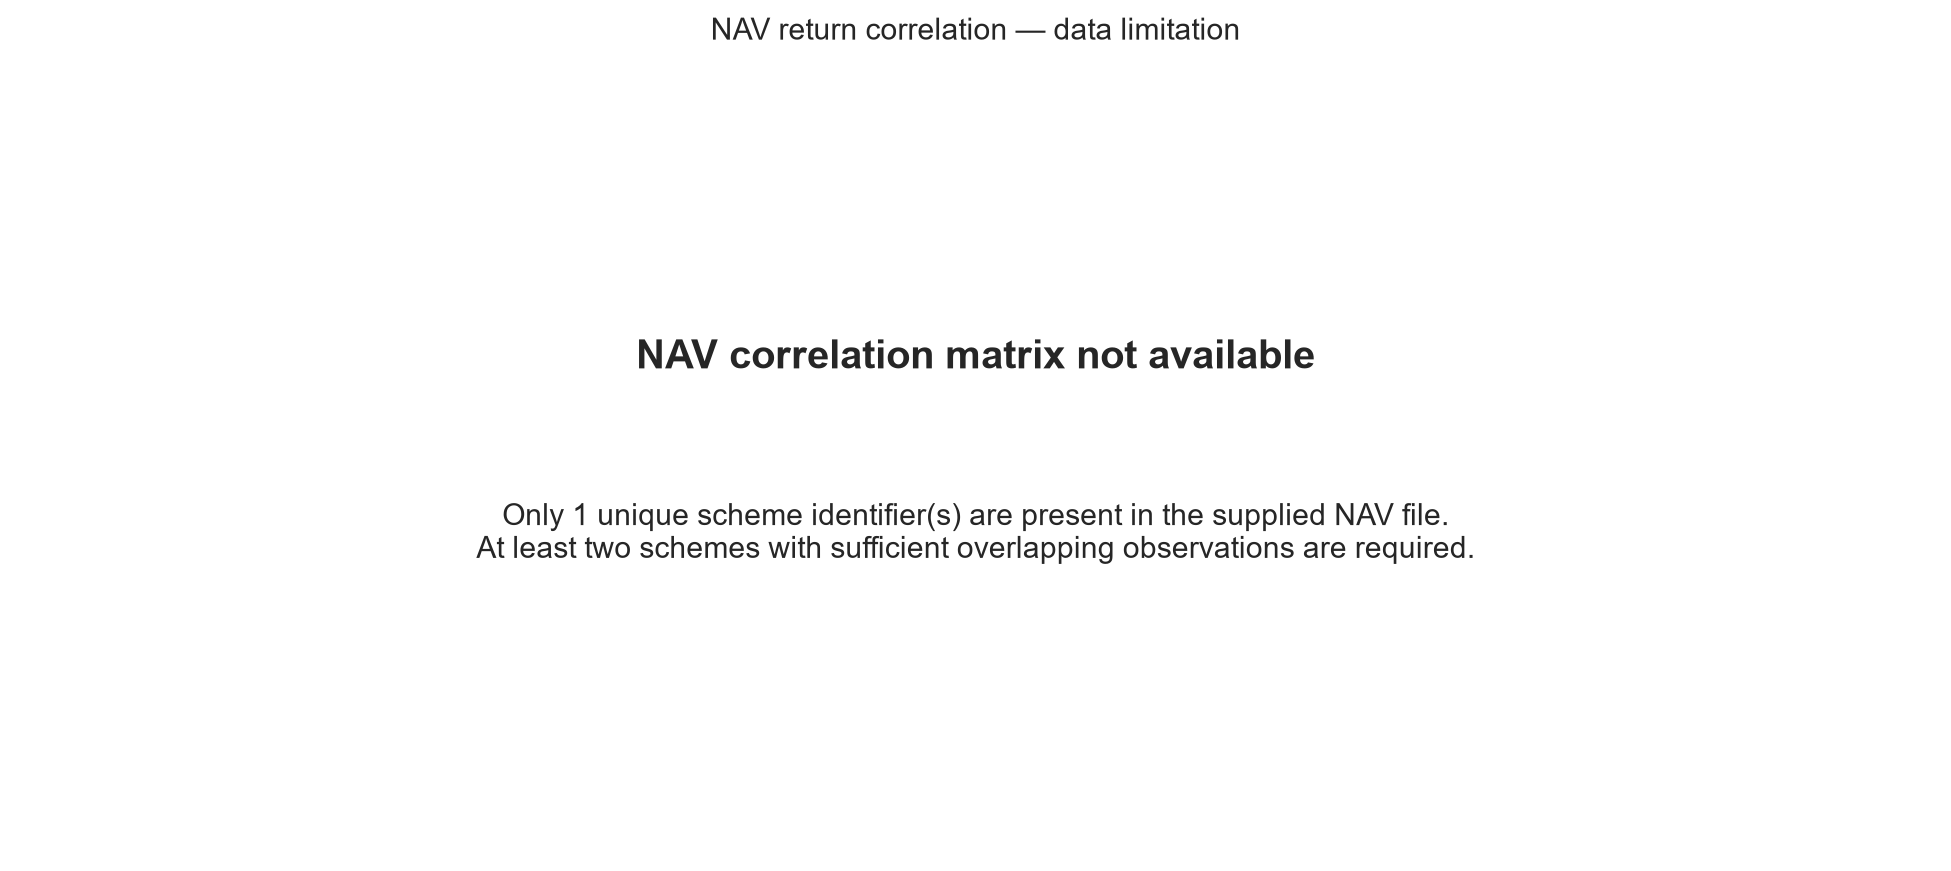 NAV return correlation — data limitation
NAV correlation matrix not available
Only 1 unique scheme identifier(s) are present in the supplied NAV file.
At least two schemes with sufficient overlapping observations are required.